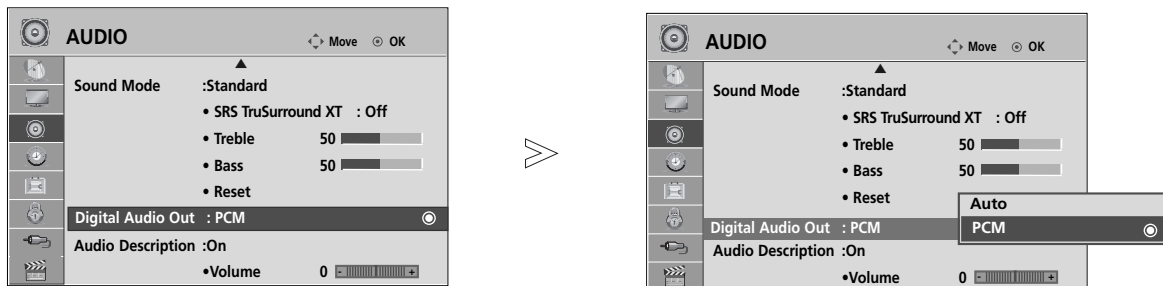 AUDIO Move OK
Sound Mode :Standard
• SRS TruSurround XT : Off
• Treble 50
• Bass 50
• Reset
Digital Audio Out : PCM
Audio Description :On
•Volume 0 - +
AUDIO Move OK
Sound Mode :Standard
• SRS TruSurround XT : Off
• Treble 50
• Bass 50
• Reset
Auto
Digital Audio Out : PCM
PCM
Audio Description :On
•Volume 0 - +